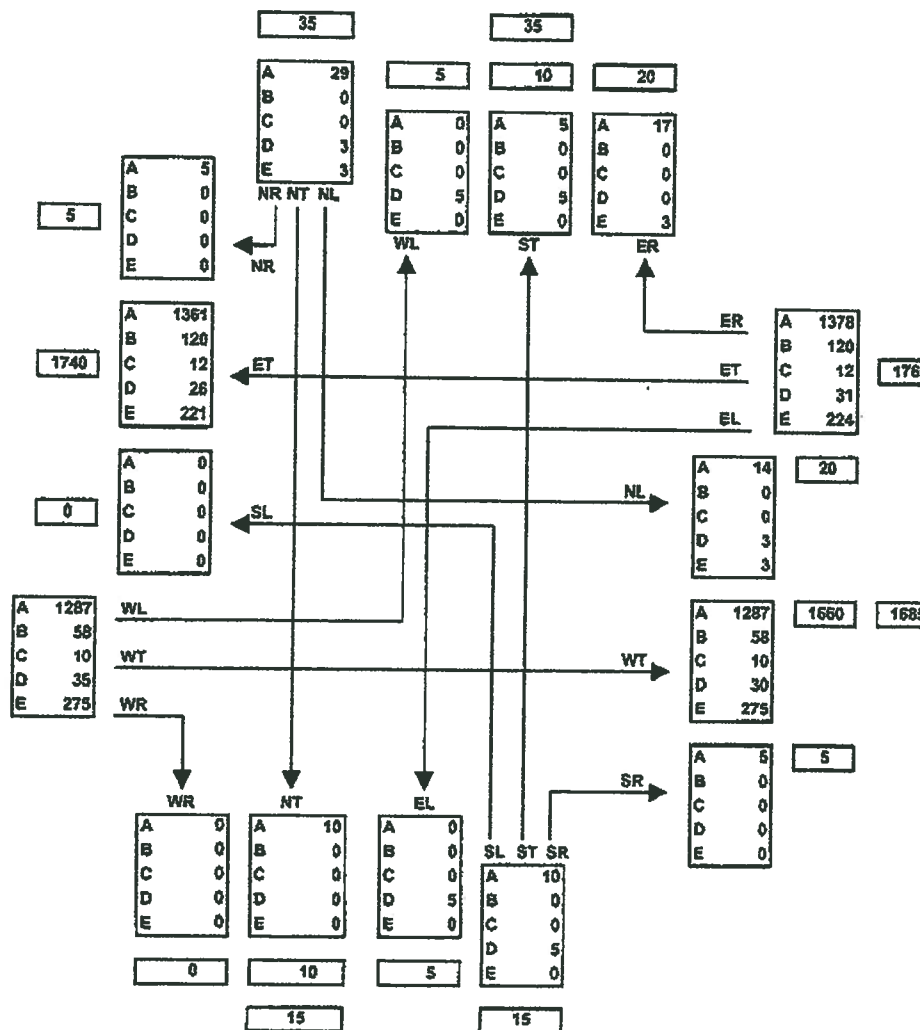 35
35
A 29
B 0
C 0
D 3
E 3
NR NT NL
5
10
20
A 0
B 0
C 0
D 5
E 0
WL
A 5
B 0
C 0
D 5
E 0
ST
A 17
B 0
C 0
D 0
E 3
ER
5
A 5
B 0
C 0
D 0
E 0
NR
1740
A 1361
B 120
C 12
D 26
E 221
ET
ER
ET
EL
A 1378
B 120
C 12
D 31
E 224
176
0
A 0
B 0
C 0
D 0
E 0
SL
NL
A 14
B 0
C 0
D 3
E 3
20
A 1287
B 58
C 10
D 35
E 275
WL
WT
WR
WT
A 1287
B 58
C 10
D 30
E 275
1660
1685
SR
A 5
B 0
C 0
D 0
E 0
5
WR
A 0
B 0
C 0
D 0
E 0
0
NT
A 10
B 0
C 0
D 0
E 0
10
15
EL
A 0
B 0
C 0
D 5
E 0
5
SL ST SR
A 10
B 0
C 0
D 5
E 0
15